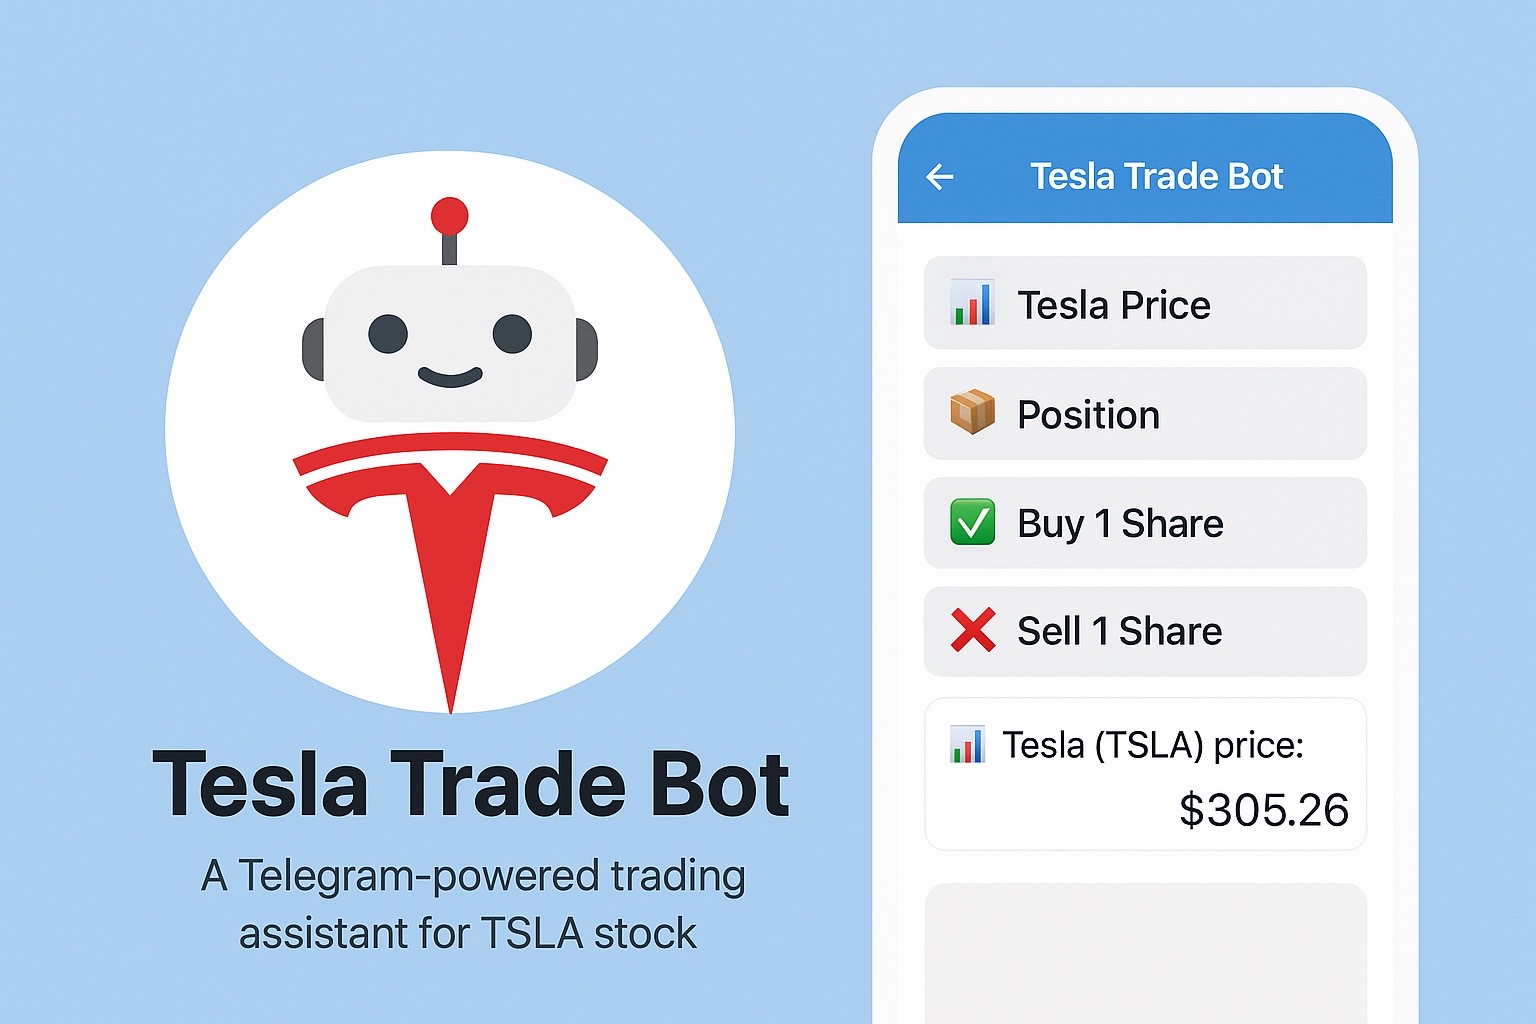 Tesla Trade Bot
A Telegram-powered trading
assistant for TSLA stock
Tesla Trade Bot
Tesla Price
Position
Buy 1 Share
Sell 1 Share
Tesla (TSLA) price:
$305.26